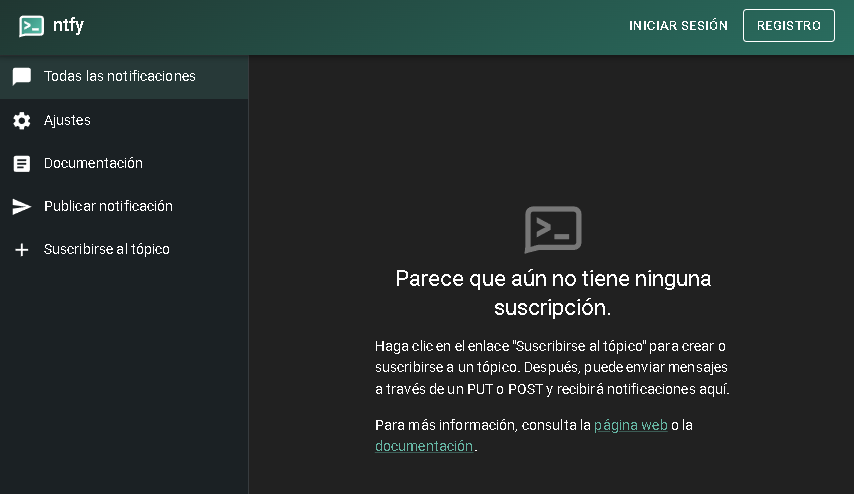 ntfy
INICIAR SESIÓN
REGISTRO
Todas las notificaciones
Ajustes
Documentación
Publicar notificación
Suscribirse al tópico
Parece que aún no tiene ninguna
suscripción.
Haga clic en el enlace "Suscribirse al tópico" para crear o
suscribirse a un tópico. Después, puede enviar mensajes
a través de un PUT o POST y recibirá notificaciones aquí.
Para más información, consulta la página web o la
documentación.